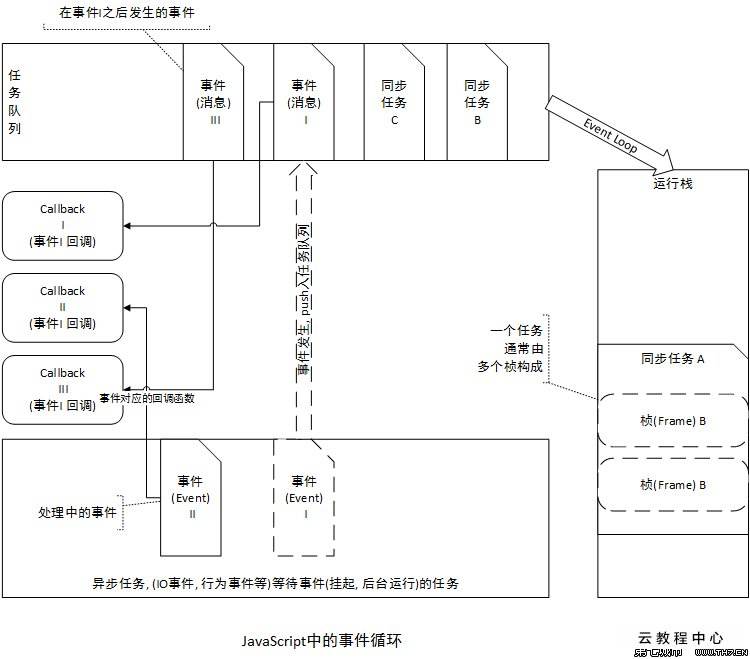 在事件I之后发生的事件
任
务
队
列
事件
(消息)
III
事件
(消息)
I
同步
任务
C
同步
任务
B
Event Loop
运行栈
Callback
I
(事件I 回调)
Callback
II
(事件I 回调)
Callback
III
(事件I 回调)
事件对应的回调函数
事件发生, push入任务队列
一个任务
通常由
多个桢构成
同步任务 A
桢(Frame) B
桢(Frame) B
处理中的事件
事件
(Event)
II
事件
(Event)
I
异步任务, (IO事件, 行为事件等)等待事件(挂起, 后台运行)的任务
JavaScript中的事件循环
云教程中心
WWW.TH7.CN